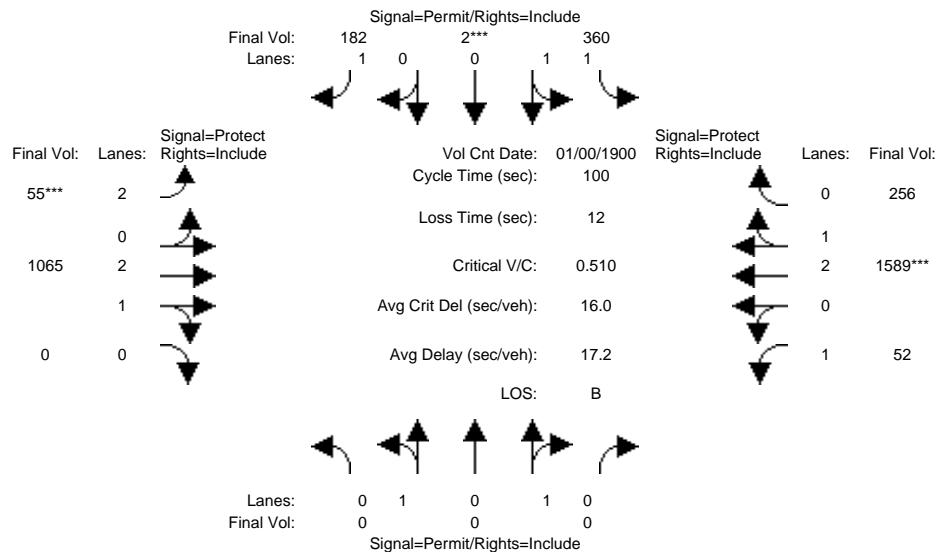 Signal=Permit/Rights=Include
Final Vol: 182 2*** 360
Lanes: 1 0 0 1 1
Signal=Protect
Final Vol: Lanes: Rights=Include
Vol Cnt Date: 01/00/1900
Signal=Protect
Rights=Include Lanes: Final Vol:
Cycle Time (sec): 100
55*** 2 0 256
Loss Time (sec): 12
0 1
1065 2 Critical V/C: 0.510 2 1589***
1 Avg Crit Del (sec/veh): 16.0 0
0 0 Avg Delay (sec/veh): 17.2 1 52
LOS: B
Lanes: 0 1 0 1 0
Final Vol: 0 0 0
Signal=Permit/Rights=Include